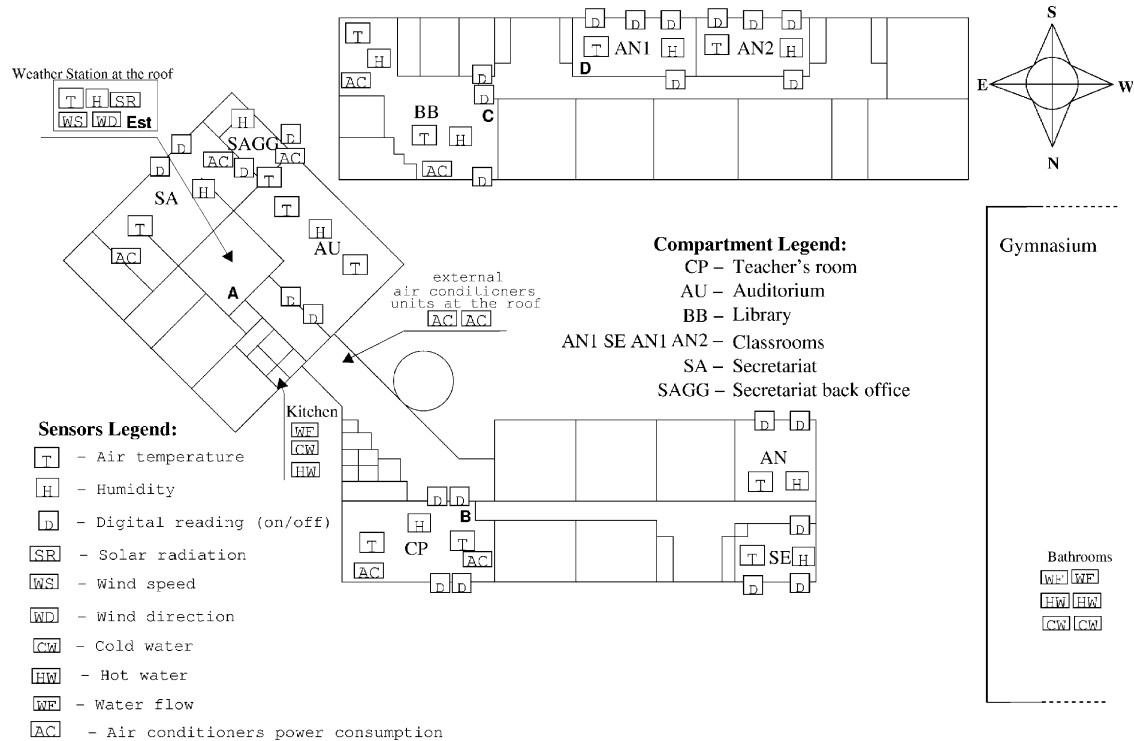 S
E
W
N
Weather Station at the roof
T H SR
WS WD Est
T
H
AC
D
BB
C
T H
AC
D
D
D D D D D D
T AN1 H T AN2 H
D
D D
H
D
SAGG
D
AC
AC
D
T
D
SA
H
T
AC
T
H
AU
T
A
D
D
external
air conditioners
units at the roof
AC AC
Gymnasium
Compartment Legend:
CP – Teacher's room
AU – Auditorium
BB – Library
AN1 SE AN1 AN2 – Classrooms
SA – Secretariat
SAGG – Secretariat back office
Kitchen
WF
CW
HW
Sensors Legend:
T – Air temperature
H – Humidity
D – Digital reading (on/off)
SR – Solar radiation
WS – Wind speed
WD – Wind direction
CW – Cold water
HW – Hot water
WF – Water flow
AC – Air conditioners power consumption
D D
AN
T H
D D
B
H
T
CP
T
AC
AC
D D
D
T SE H
D D
Bathrooms
WF WF
HW HW
CW CW